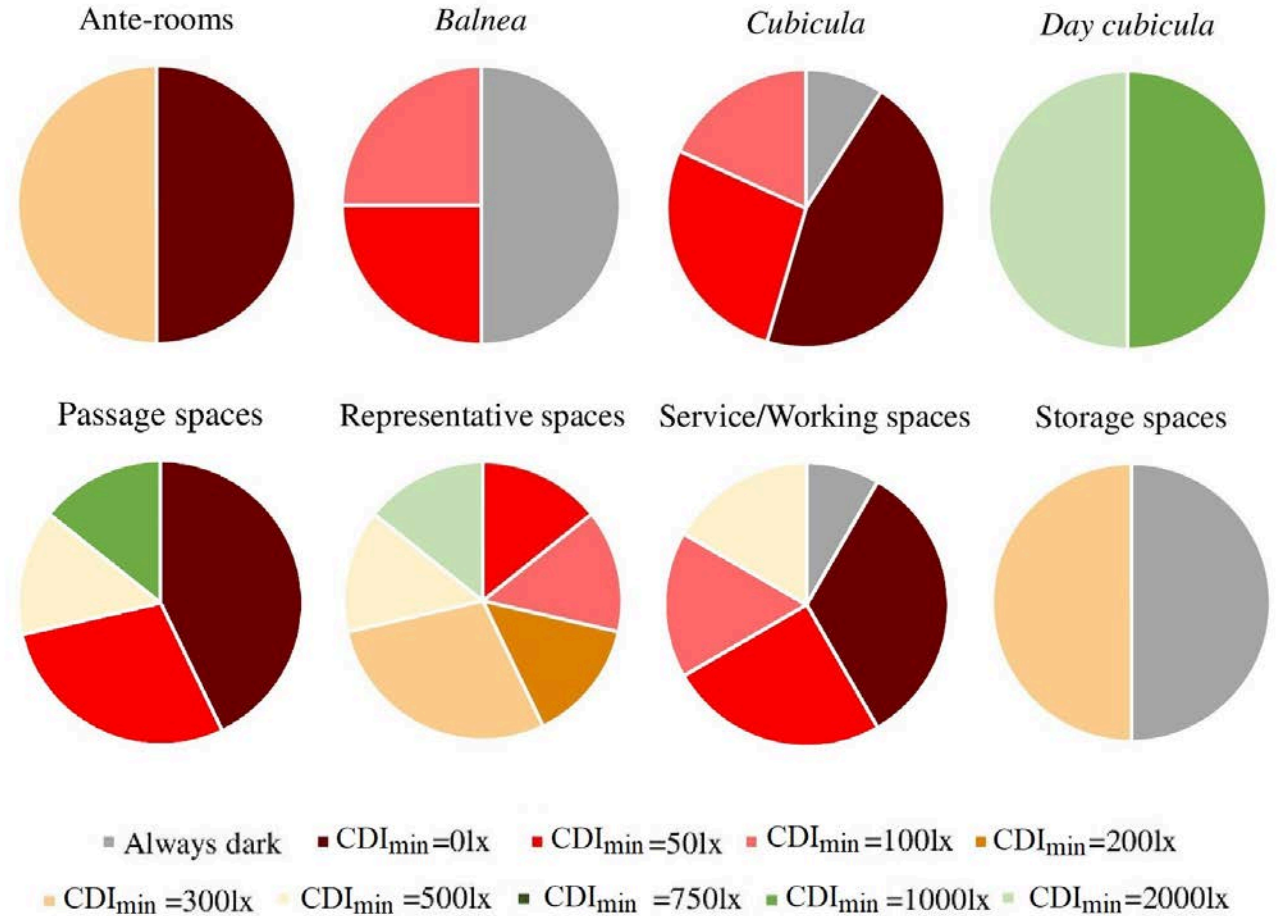 Ante-rooms Balnea Cubicula Day cubicula
Passage spaces Representative spaces Service/Working spaces Storage spaces
Always dark CDImin=0lx CDImin=50lx CDImin=100lx CDImin=200lx
CDImin =300lx CDImin=500lx CDImin =750lx CDImin=1000lx CDImin=2000lx